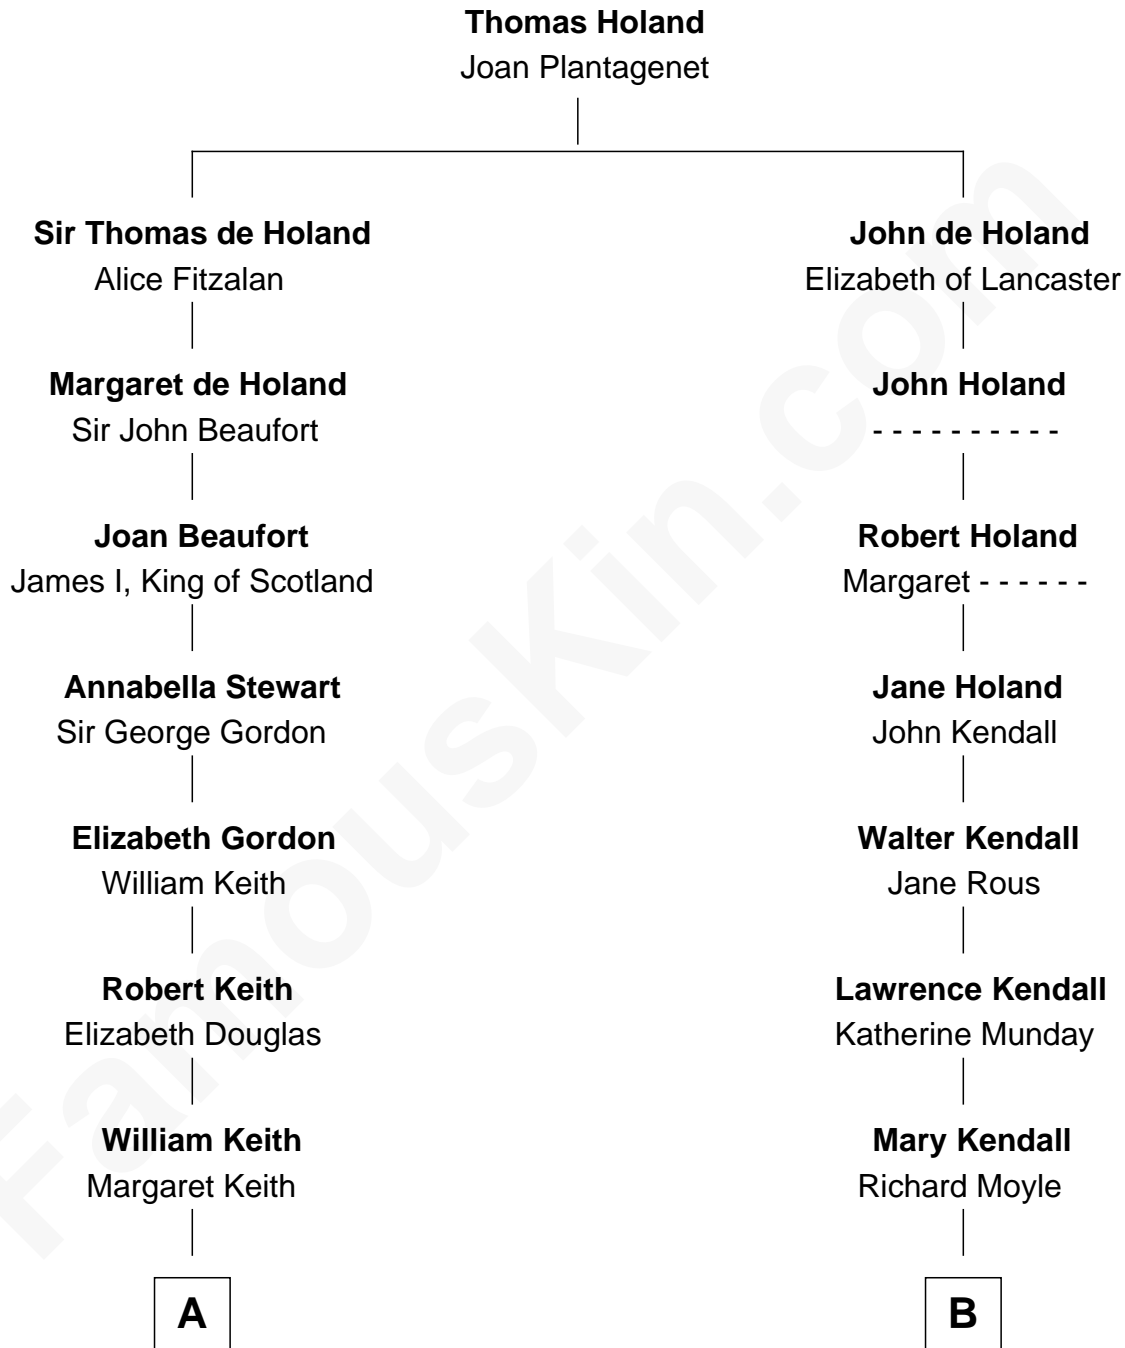 Thomas Holand
Joan Plantagenet
Sir Thomas de Holand
Alice Fitzalan
John de Holand
Elizabeth of Lancaster
Margaret de Holand
Sir John Beaufort
John Holand
- - - - - - - - - -
Joan Beaufort
James I, King of Scotland
Robert Holand
Margaret - - - - - -
Annabella Stewart
Sir George Gordon
Jane Holand
John Kendall
Elizabeth Gordon
William Keith
Walter Kendall
Jane Rous
Robert Keith
Elizabeth Douglas
Lawrence Kendall
Katherine Munday
William Keith
Margaret Keith
Mary Kendall
Richard Moyle
A
B
FamousKin.com